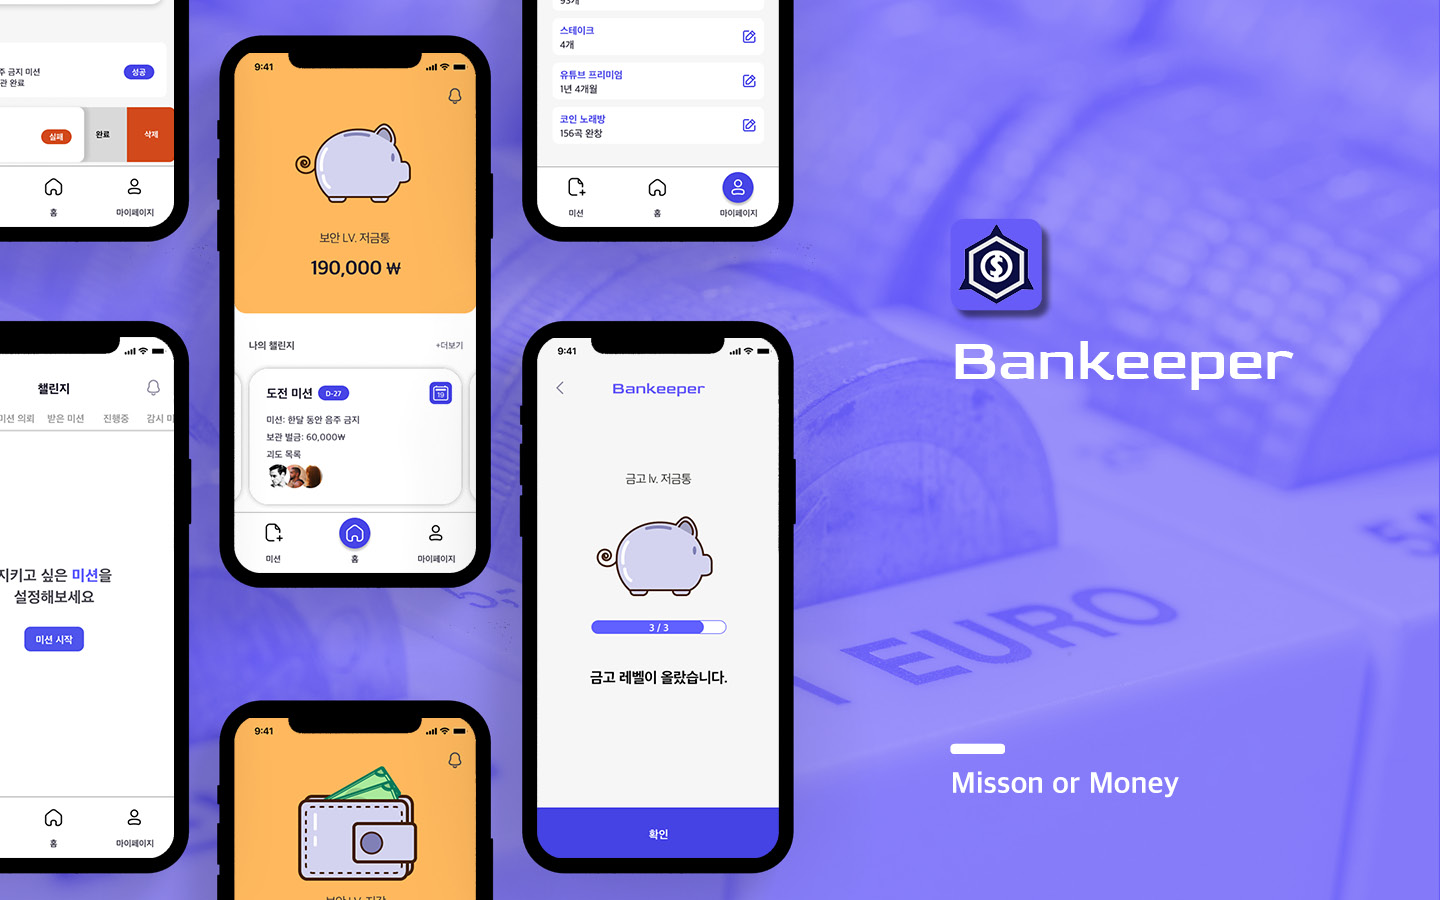 주 금지 미션
관 완료
성공
실패
완료
삭제
홈
마이페이지
9:41
보안 LV. 저금통
190,000 ₩
나의 챌린지
+더보기
도전 미션
D-27
19
미션: 한달 동안 음주 금지
보관 벌금: 60,000₩
괴도 목록
미션
홈
마이페이지
93개
스테이크
4개
유튜브 프리미엄
1년 4개월
코인 노래방
156곡 완창
미션
홈
마이페이지
챌린지
미션 의뢰
받은 미션
진행중
감시 미
지키고 싶은 미션을
설정해보세요
미션 시작
홈
마이페이지
9:41
9:41
Bankeeper
금고 lv. 저금통
3 / 3
금고 레벨이 올랐습니다.
확인
$
Bankeeper
1 EURO
Misson or Money